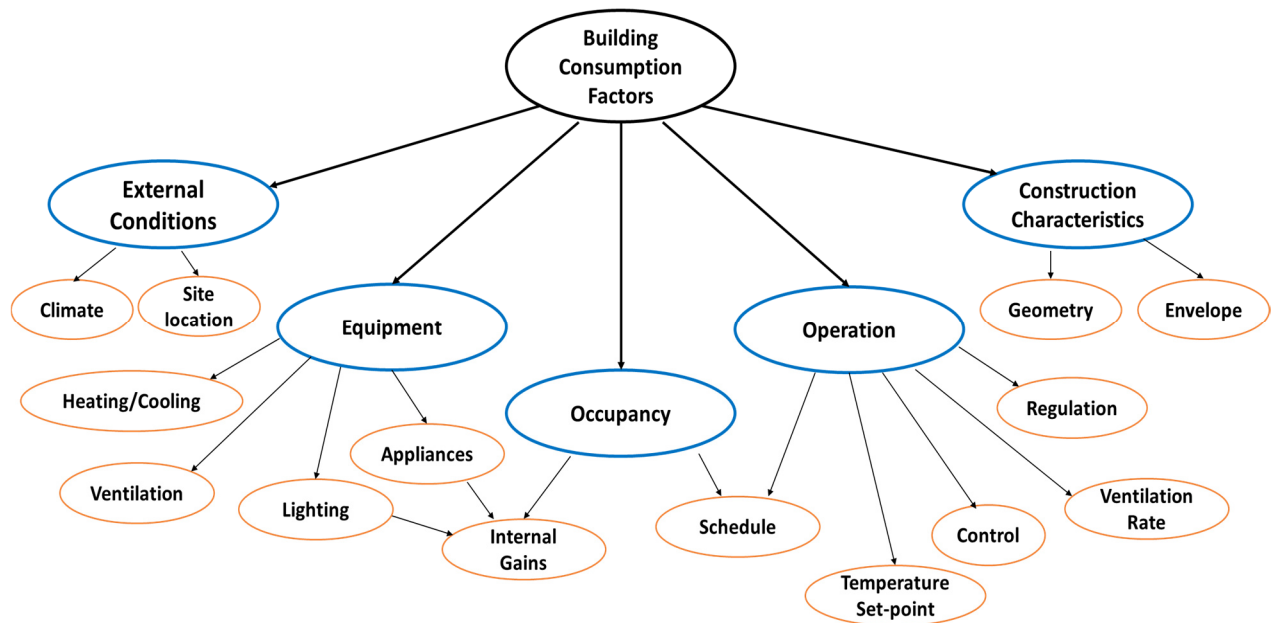 Building
Consumption
Factors
External
Conditions
Construction
Characteristics
Climate
Site
location
Geometry
Envelope
Equipment
Operation
Heating/Cooling
Occupancy
Regulation
Appliances
Ventilation
Lighting
Internal
Gains
Schedule
Control
Ventilation
Rate
Temperature
Set-point